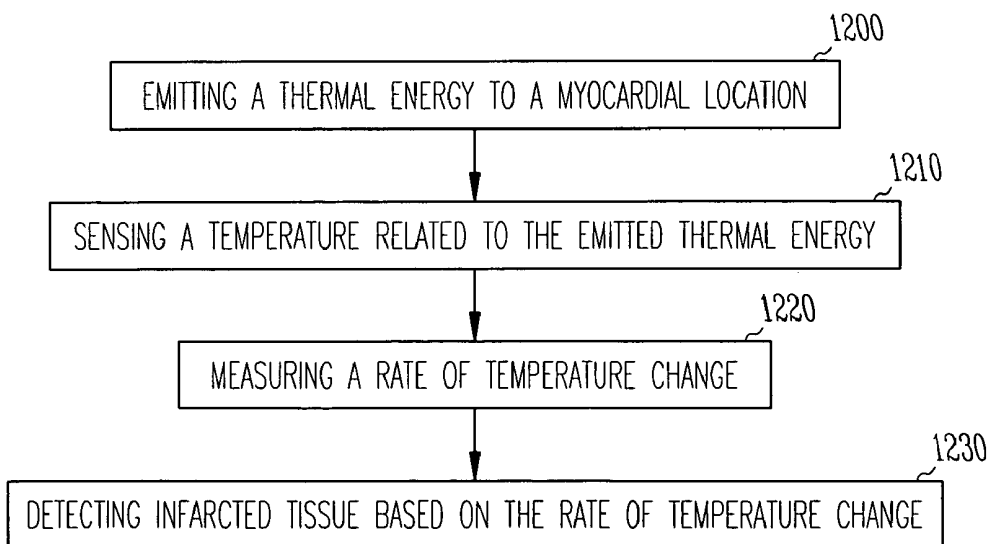 1200
EMITTING A THERMAL ENERGY TO A MYOCARDIAL LOCATION
1210
SENSING A TEMPERATURE RELATED TO THE EMITTED THERMAL ENERGY
1220
MEASURING A RATE OF TEMPERATURE CHANGE
1230
DETECTING INFARCTED TISSUE BASED ON THE RATE OF TEMPERATURE CHANGE